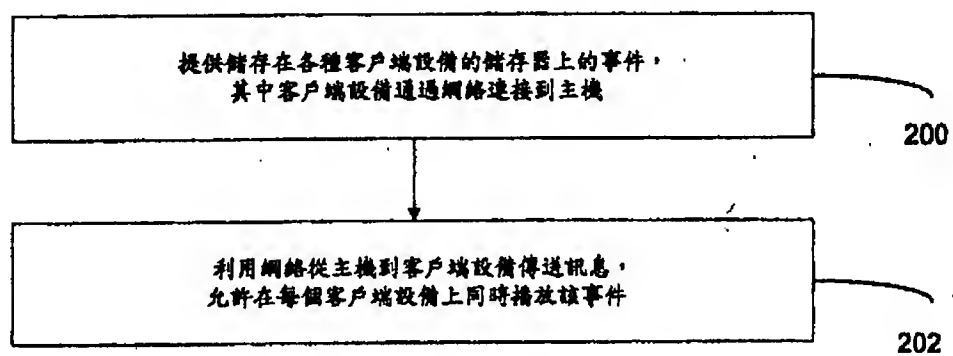 提供儲存在各種客戶端設備的儲存器上的事件，
其中客戶端設備通過網絡連接到主機
200
利用網絡從主機到客戶端設備傳送訊息，
允許在每個客戶端設備上同時播放該事件
202